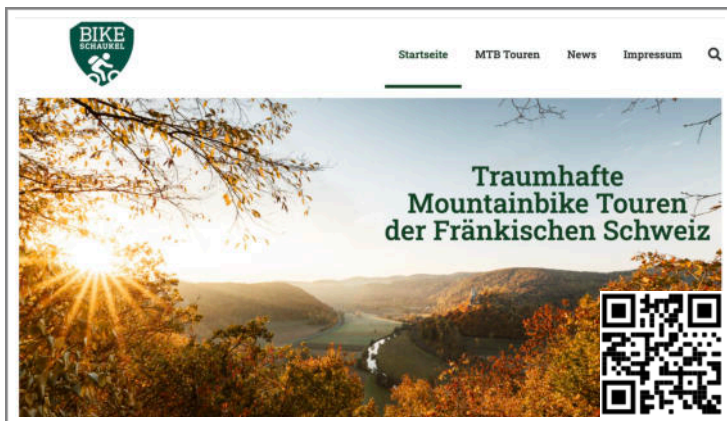 BIKE
SCHAUKEL
Startseite MTB Touren News Impressum
Traumhafte
Mountainbike Touren
der Fränkischen Schweiz